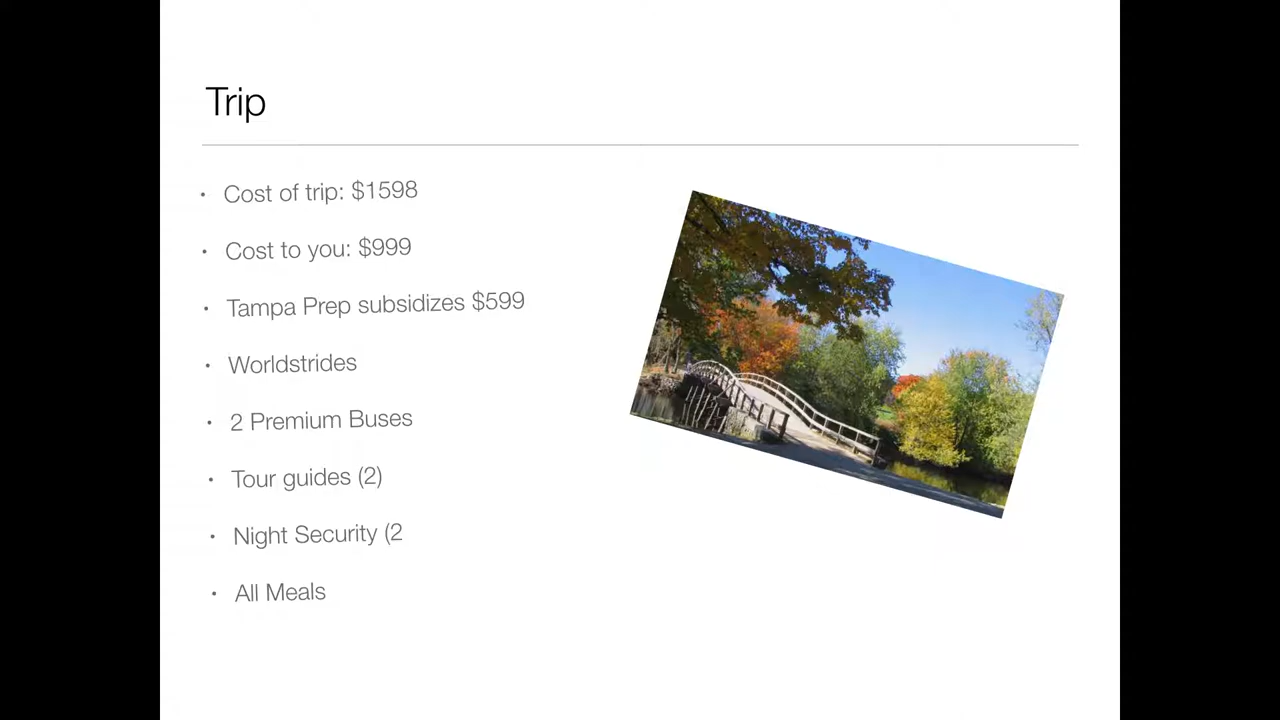 Trip
• Cost of trip: $1598
• Cost to you: $999
• Tampa Prep subsidizes $599
• Worldstrides
• 2 Premium Buses
• Tour guides (2)
• Night Security (2
• All Meals